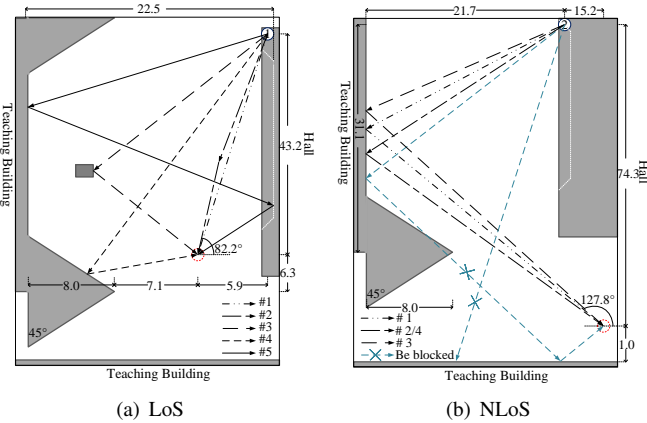 22.5
1
Teaching Building
43.2
Hall
82.2°
6.3
8.0
7.1
5.9
45°
#1
#2
#3
#4
#5
Teaching Building
(a) LoS
21.7
15.2
2
Teaching Building
31.1
Hall
74.3
127.8°
45°
8.0
# 1
# 2/4
# 3
Be blocked
1.0
Teaching Building
(b) NLoS